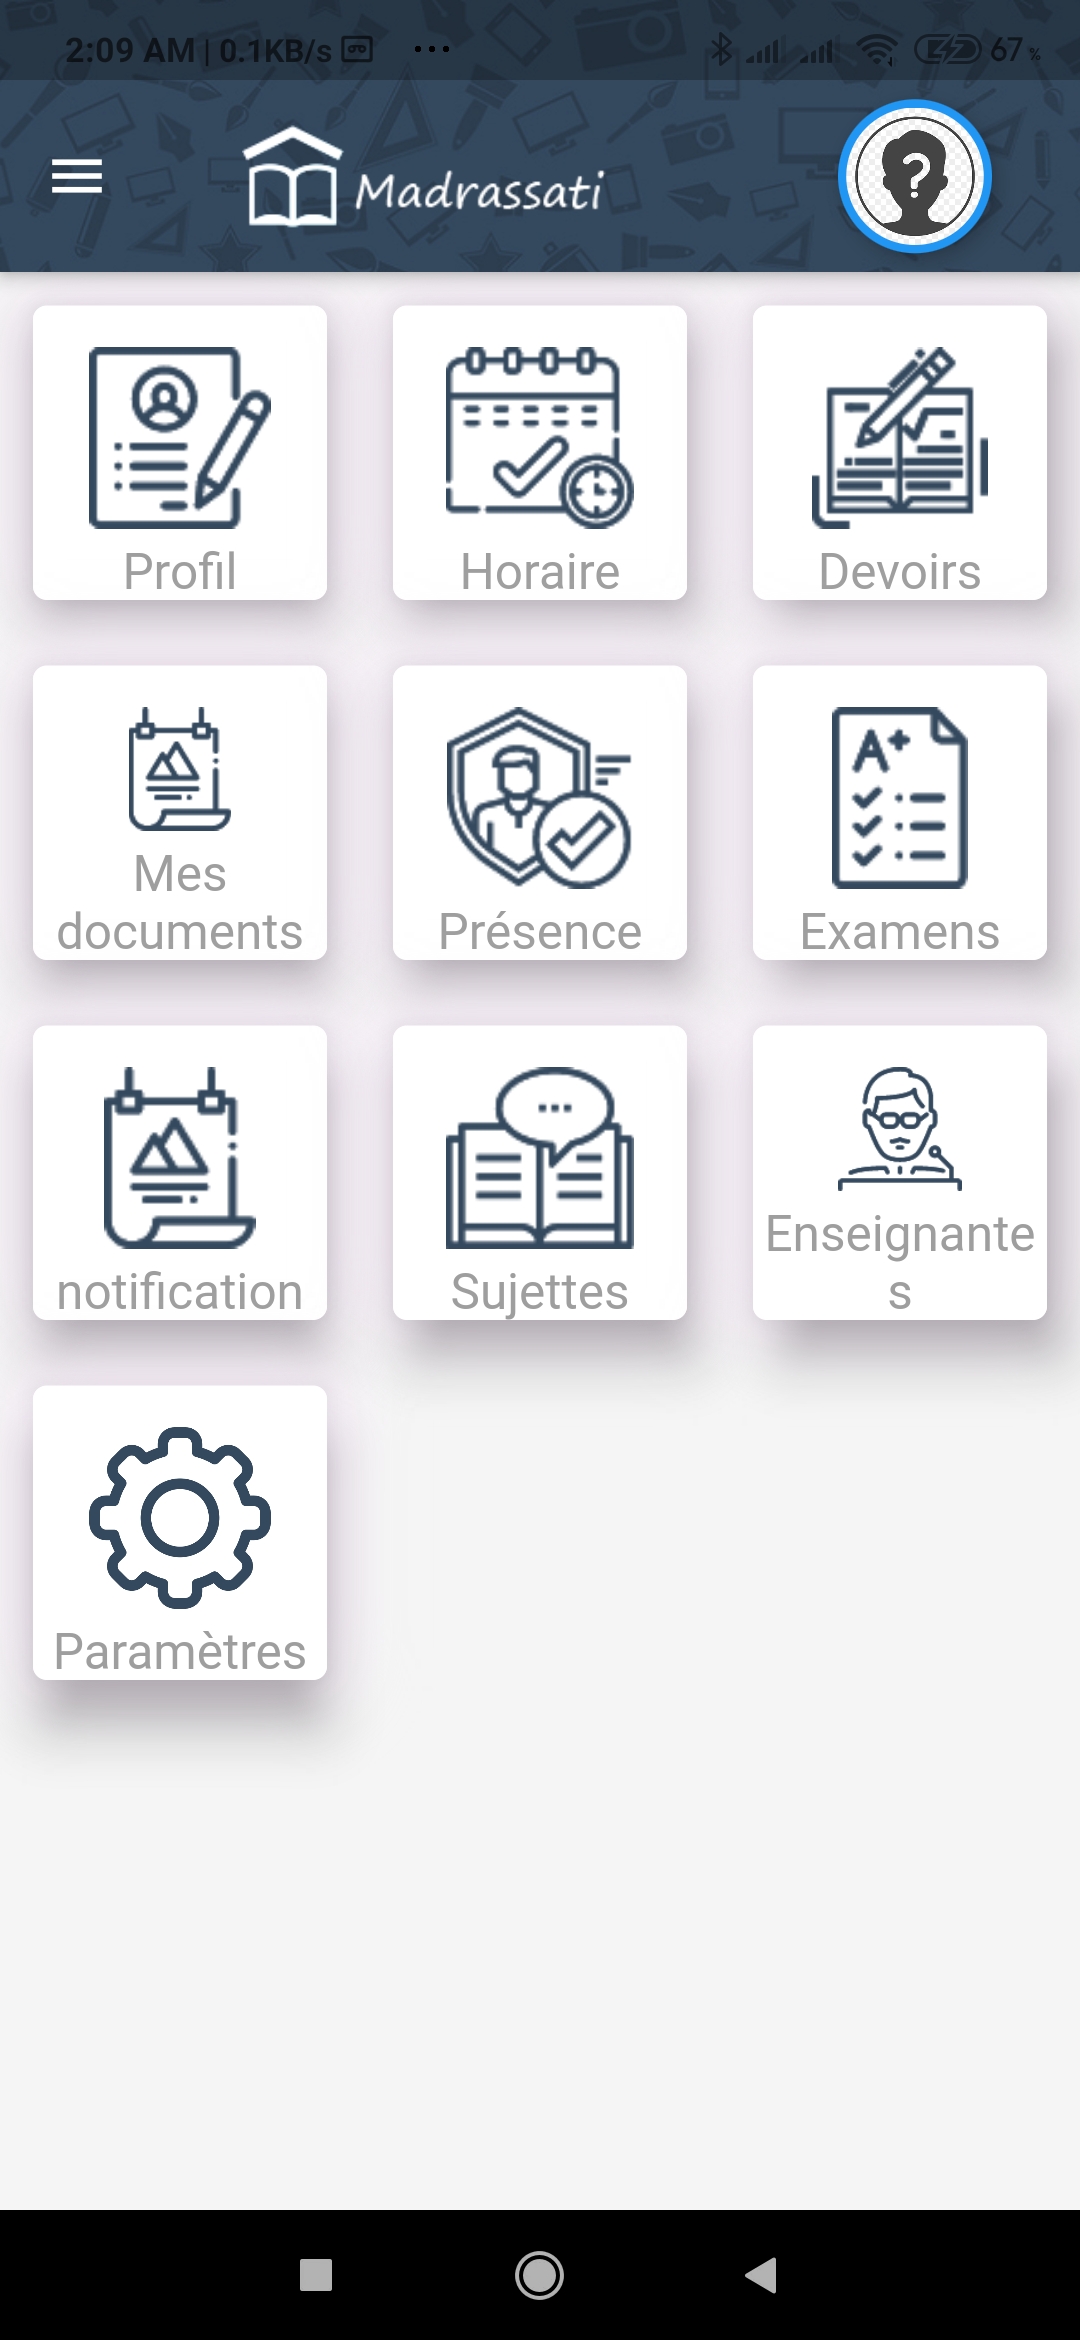 2:09 AM | 0.1KB/s ... 67 %
Madrassati
Profil
Horaire
Devoirs
Mes
documents
Présence
A+
Examens
notification
Sujettes
Enseignante
s
Paramètres